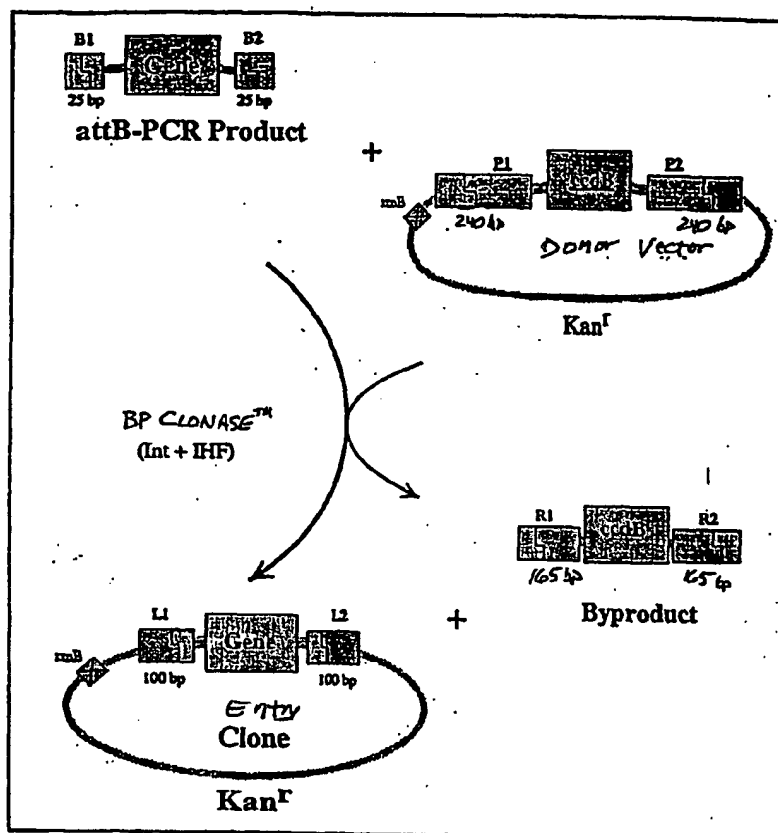 B1 B2
Gene
25 bp 25 bp
attB-PCR Product
+
P1 P2
ccdB
rrnB
240 bp 240 bp
Donor Vector
Kanr
BP CLONASE™
(Int + IHF)
R1 R2
ccdB
165 bp 165 bp
+
Byproduct
L1 L2
rrnB
Gene
100 bp 100 bp
Entry
Clone
Kanr